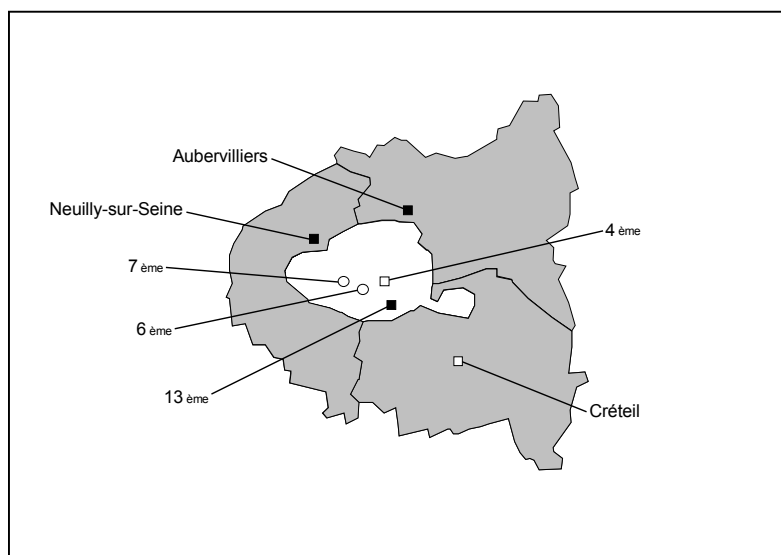 Aubervilliers
Neuilly-sur-Seine
4 ème
7 ème
6 ème
13 ème
Créteil